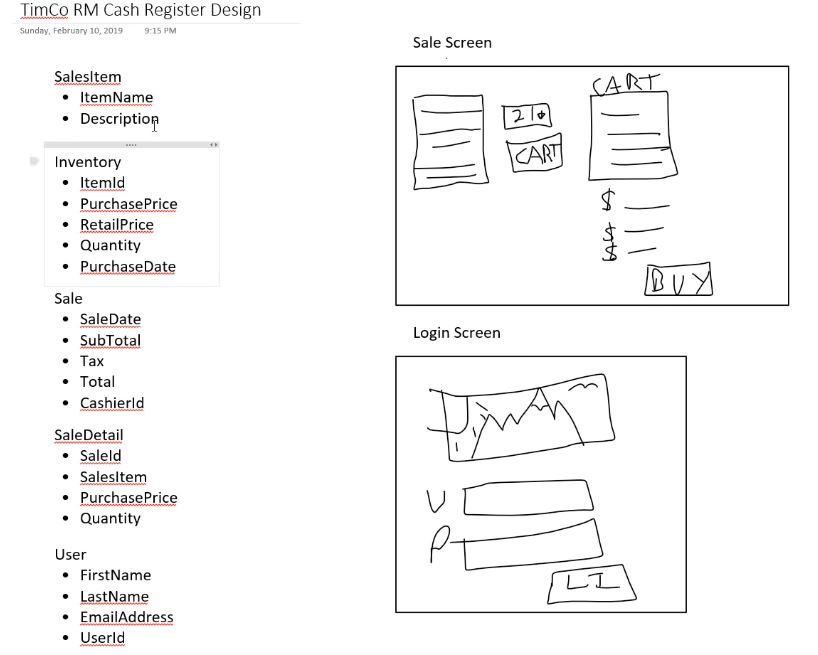 TimCo RM Cash Register Design
Sunday, February 10, 2019 9:15 PM
SalesItem
• ItemName
• Description
Inventory
• ItemId
• PurchasePrice
• RetailPrice
• Quantity
• PurchaseDate
Sale
• SaleDate
• SubTotal
• Tax
• Total
• CashierId
SaleDetail
• SaleId
• SalesItem
• PurchasePrice
• Quantity
User
• FirstName
• LastName
• EmailAddress
• UserId
Sale Screen
CART
CART
$
$
$
BUY
Login Screen
U
P
LI